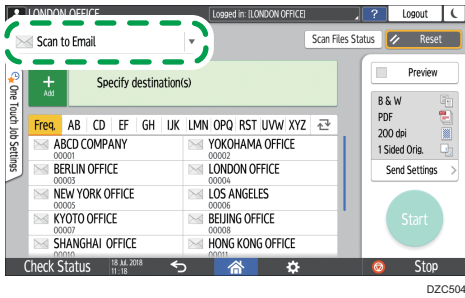 LONDON OFFICE
Logged in: [LONDON OFFICE]
?
Logout
Scan to Email
Scan Files Status
Reset
One Touch Job Settings
Add
Specify destination(s)
Preview
B & W
PDF
200 dpi
1 Sided Orig.
Send Settings
Freq. AB CD EF GH IJK LMN OPQ RST UVW XYZ
ABCD COMPANY
00001
YOKOHAMA OFFICE
00002
BERLIN OFFICE
00003
LONDON OFFICE
00004
NEW YORK OFFICE
00005
LOS ANGELES
00006
KYOTO OFFICE
00007
BEIJING OFFICE
00008
SHANGHAI OFFICE
00010
HONG KONG OFFICE
00011
Start
Check Status
18 Jul. 2018
11:18
Stop
DZC504